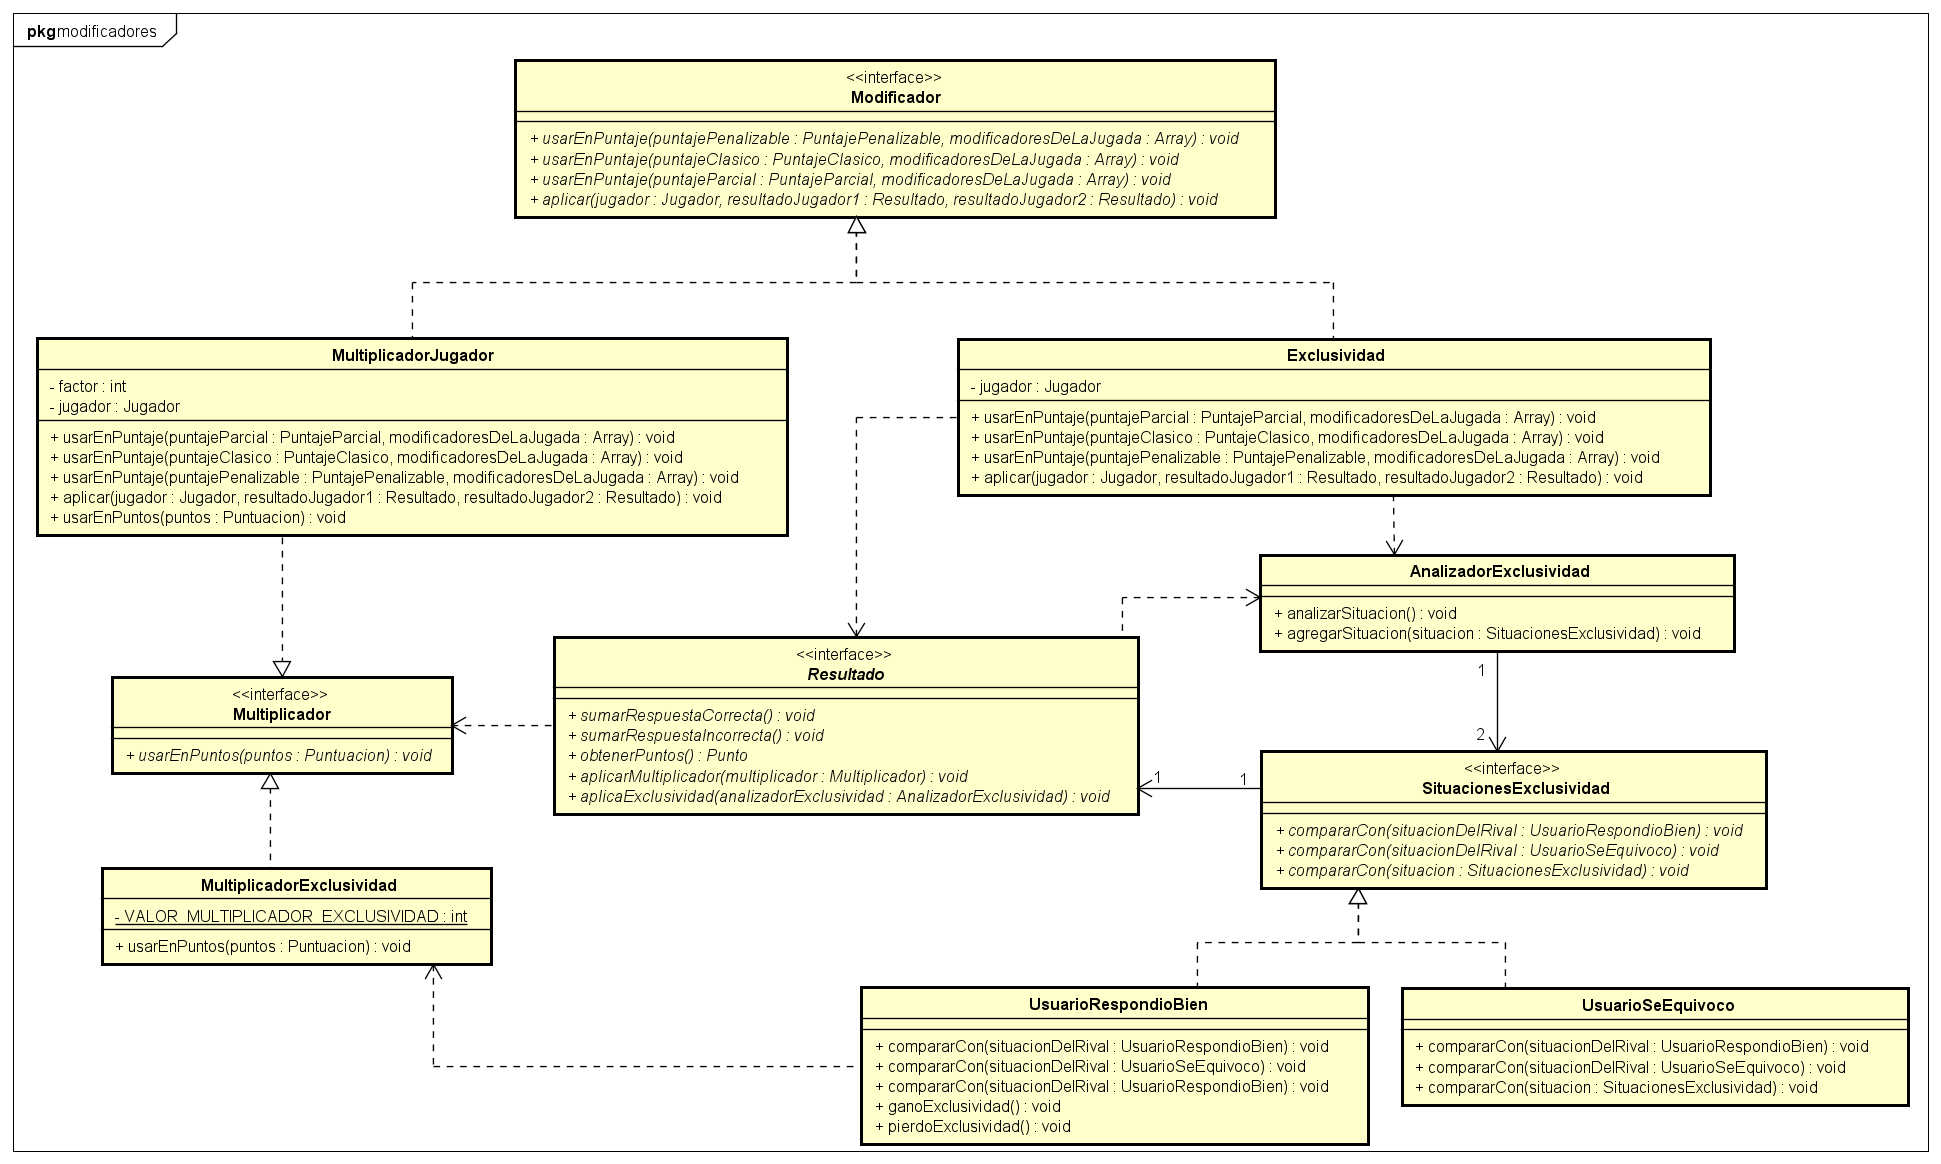 pkg modificadores
<<interface>>
Modificador
+ usarEnPuntaje(puntajePenalizable : PuntajePenalizable, modificadoresDeLaJugada : Array) : void
+ usarEnPuntaje(puntajeClasico : PuntajeClasico, modificadoresDeLaJugada : Array) : void
+ usarEnPuntaje(puntajeParcial : PuntajeParcial, modificadoresDeLaJugada : Array) : void
+ aplicar(jugador : Jugador, resultadoJugador1 : Resultado, resultadoJugador2 : Resultado) : void
MultiplicadorJugador
- factor : int
- jugador : Jugador
+ usarEnPuntaje(puntajeParcial : PuntajeParcial, modificadoresDeLaJugada : Array) : void
+ usarEnPuntaje(puntajeClasico : PuntajeClasico, modificadoresDeLaJugada : Array) : void
+ usarEnPuntaje(puntajePenalizable : PuntajePenalizable, modificadoresDeLaJugada : Array) : void
+ aplicar(jugador : Jugador, resultadoJugador1 : Resultado, resultadoJugador2 : Resultado) : void
+ usarEnPuntos(puntos : Puntuacion) : void
Exclusividad
- jugador : Jugador
+ usarEnPuntaje(puntajeParcial : PuntajeParcial, modificadoresDeLaJugada : Array) : void
+ usarEnPuntaje(puntajeClasico : PuntajeClasico, modificadoresDeLaJugada : Array) : void
+ usarEnPuntaje(puntajePenalizable : PuntajePenalizable, modificadoresDeLaJugada : Array) : void
+ aplicar(jugador : Jugador, resultadoJugador1 : Resultado, resultadoJugador2 : Resultado) : void
AnalizadorExclusividad
+ analizarSituacion() : void
+ agregarSituacion(situacion : SituacionesExclusividad) : void
1
2
<<interface>>
Multiplicador
+ usarEnPuntos(puntos : Puntuacion) : void
<<interface>>
Resultado
+ sumarRespuestaCorrecta() : void
+ sumarRespuestaIncorrecta() : void
+ obtenerPuntos() : Punto
+ aplicarMultiplicador(multiplicador : Multiplicador) : void
+ aplicaExclusividad(analizadorExclusividad : AnalizadorExclusividad) : void
1
1
<<interface>>
SituacionesExclusividad
+ compararCon(situacionDelRival : UsuarioRespondioBien) : void
+ compararCon(situacionDelRival : UsuarioSeEquivoco) : void
+ compararCon(situacion : SituacionesExclusividad) : void
MultiplicadorExclusividad
- VALOR_MULTIPLICADOR_EXCLUSIVIDAD : int
+ usarEnPuntos(puntos : Puntuacion) : void
UsuarioRespondioBien
+ compararCon(situacionDelRival : UsuarioRespondioBien) : void
+ compararCon(situacionDelRival : UsuarioSeEquivoco) : void
+ compararCon(situacionDelRival : UsuarioRespondioBien) : void
+ ganoExclusividad() : void
+ pierdoExclusividad() : void
UsuarioSeEquivoco
+ compararCon(situacionDelRival : UsuarioRespondioBien) : void
+ compararCon(situacionDelRival : UsuarioSeEquivoco) : void
+ compararCon(situacion : SituacionesExclusividad) : void